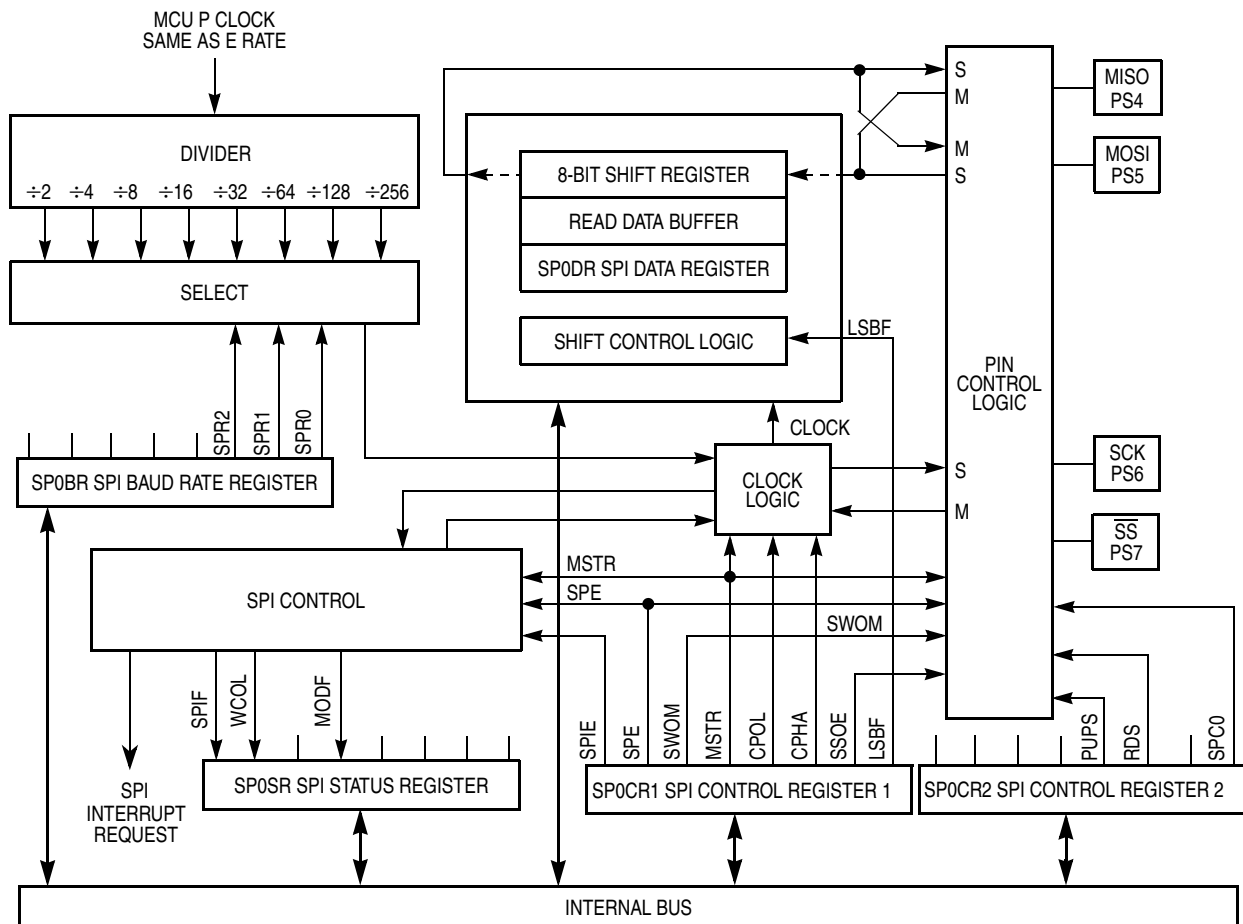 MCU P CLOCK
SAME AS E RATE
DIVIDER
÷2 ÷4 ÷8 ÷16 ÷32 ÷64 ÷128 ÷256
SELECT
SPR2
SPR1
SPR0
SP0BR SPI BAUD RATE REGISTER
8-BIT SHIFT REGISTER
READ DATA BUFFER
SP0DR SPI DATA REGISTER
SHIFT CONTROL LOGIC
LSBF
CLOCK
CLOCK
LOGIC
S
M
M
S
PIN
CONTROL
LOGIC
S
M
MISO
PS4
MOSI
PS5
SCK
PS6
SS
PS7
SPI CONTROL
MSTR
SPE
SWOM
SPIF
WCOL
MODF
SPI
INTERRUPT
REQUEST
SP0SR SPI STATUS REGISTER
SPIE
SPE
SWOM
MSTR
CPOL
CPHA
SSOE
LSBF
SP0CR1 SPI CONTROL REGISTER 1
PUPS
RDS
SPC0
SP0CR2 SPI CONTROL REGISTER 2
INTERNAL BUS